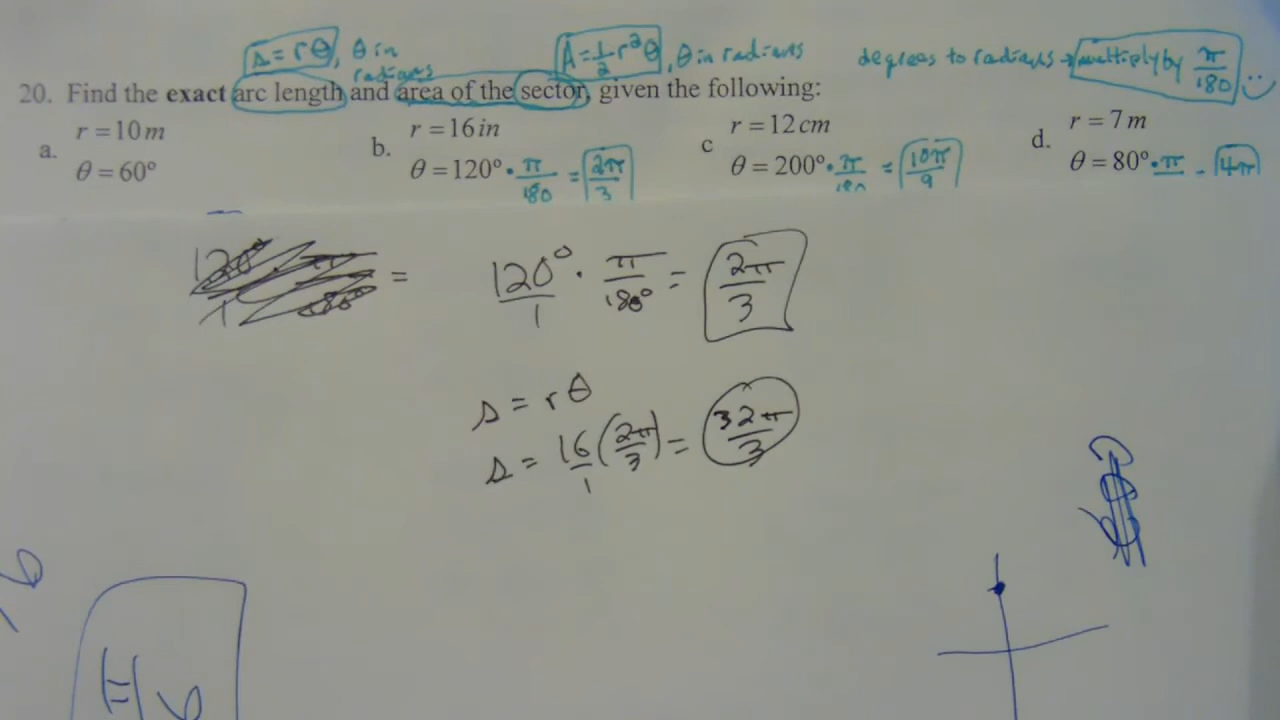 s = rθ, θ in radians
A = 1/2 r²θ, θ in radians
degrees to radians → multiply by π/180
20. Find the exact arc length and area of the sector, given the following:
a. r = 10 m
θ = 60°
b. r = 16 in
θ = 120° · π/180 = 2π/3
c r = 12 cm
θ = 200° · π/180 = 10π/9
d. r = 7 m
θ = 80° · π
4π
=
120°/1 · π/180° = 2π/3
s = rθ
s = 16/1 (2π/3) = 32π/3